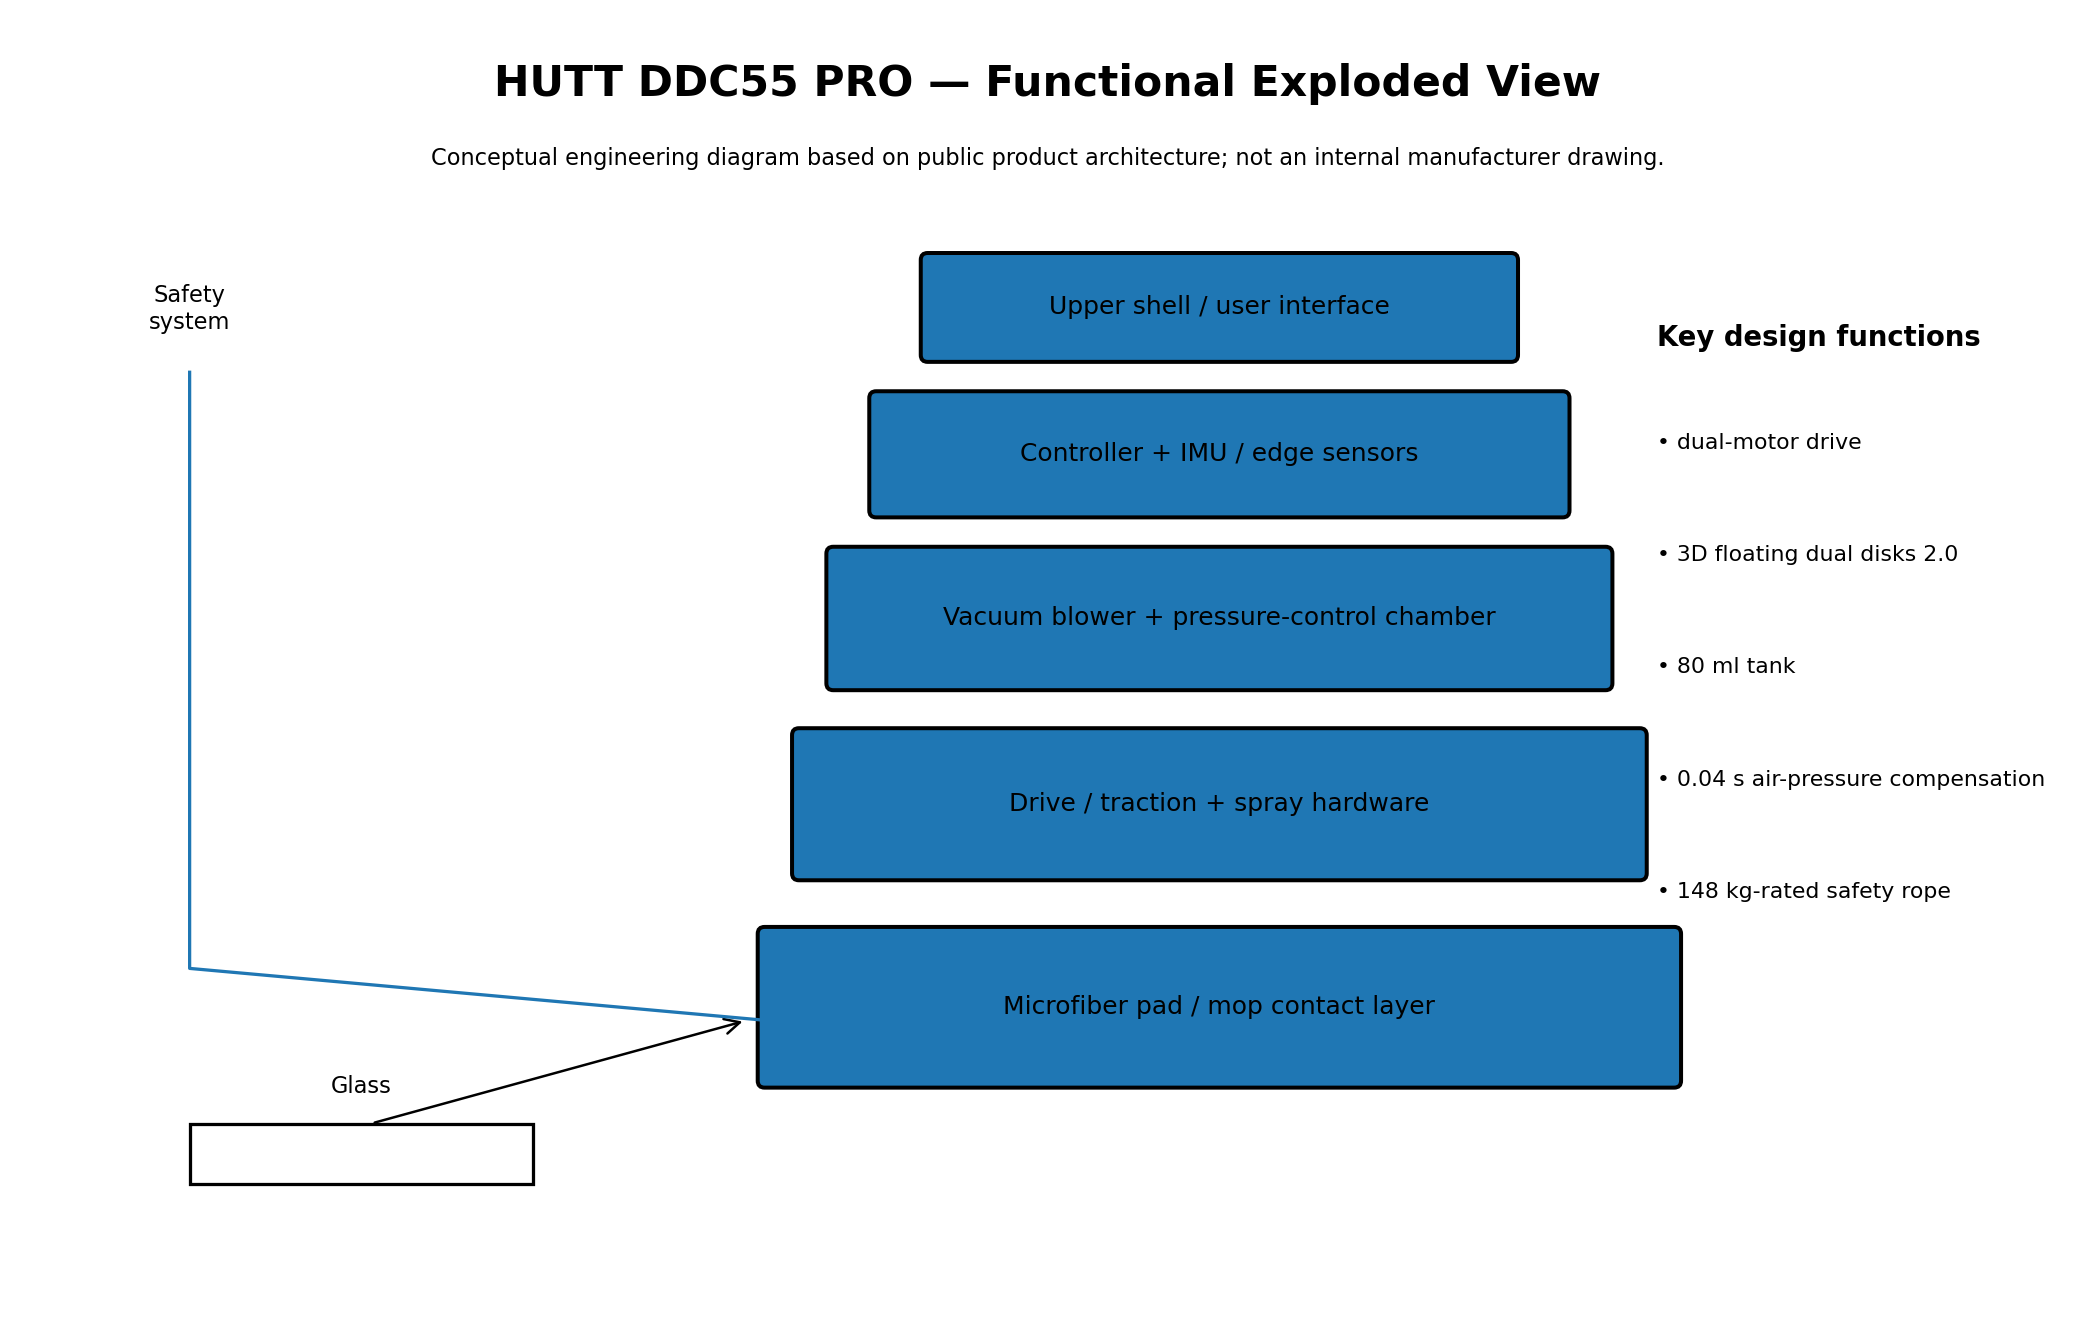 HUTT DDC55 PRO — Functional Exploded View
Conceptual engineering diagram based on public product architecture; not an internal manufacturer drawing.
Safety
system
Upper shell / user interface
Controller + IMU / edge sensors
Vacuum blower + pressure-control chamber
Drive / traction + spray hardware
Microfiber pad / mop contact layer
Glass
Key design functions
• dual-motor drive
• 3D floating dual disks 2.0
• 80 ml tank
• 0.04 s air-pressure compensation
• 148 kg-rated safety rope